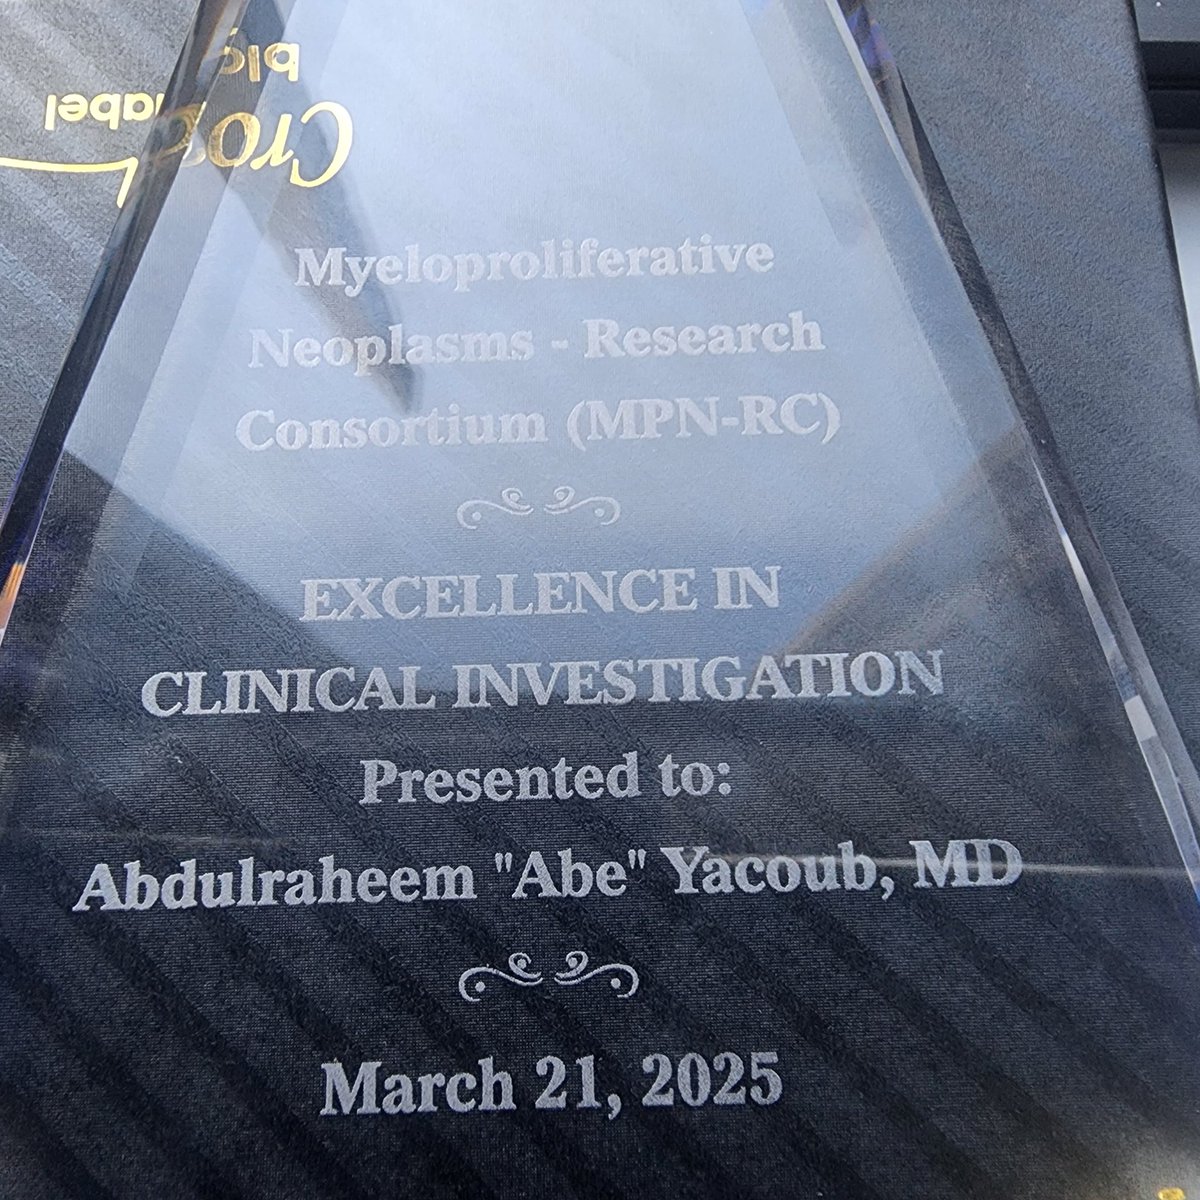 Myeloproliferative
Neoplasms - Research
Consortium (MPN-RC)
EXCELLENCE IN
CLINICAL INVESTIGATION
Presented to:
Abdulraheem "Abe" Yacoub, MD
March 21, 2025